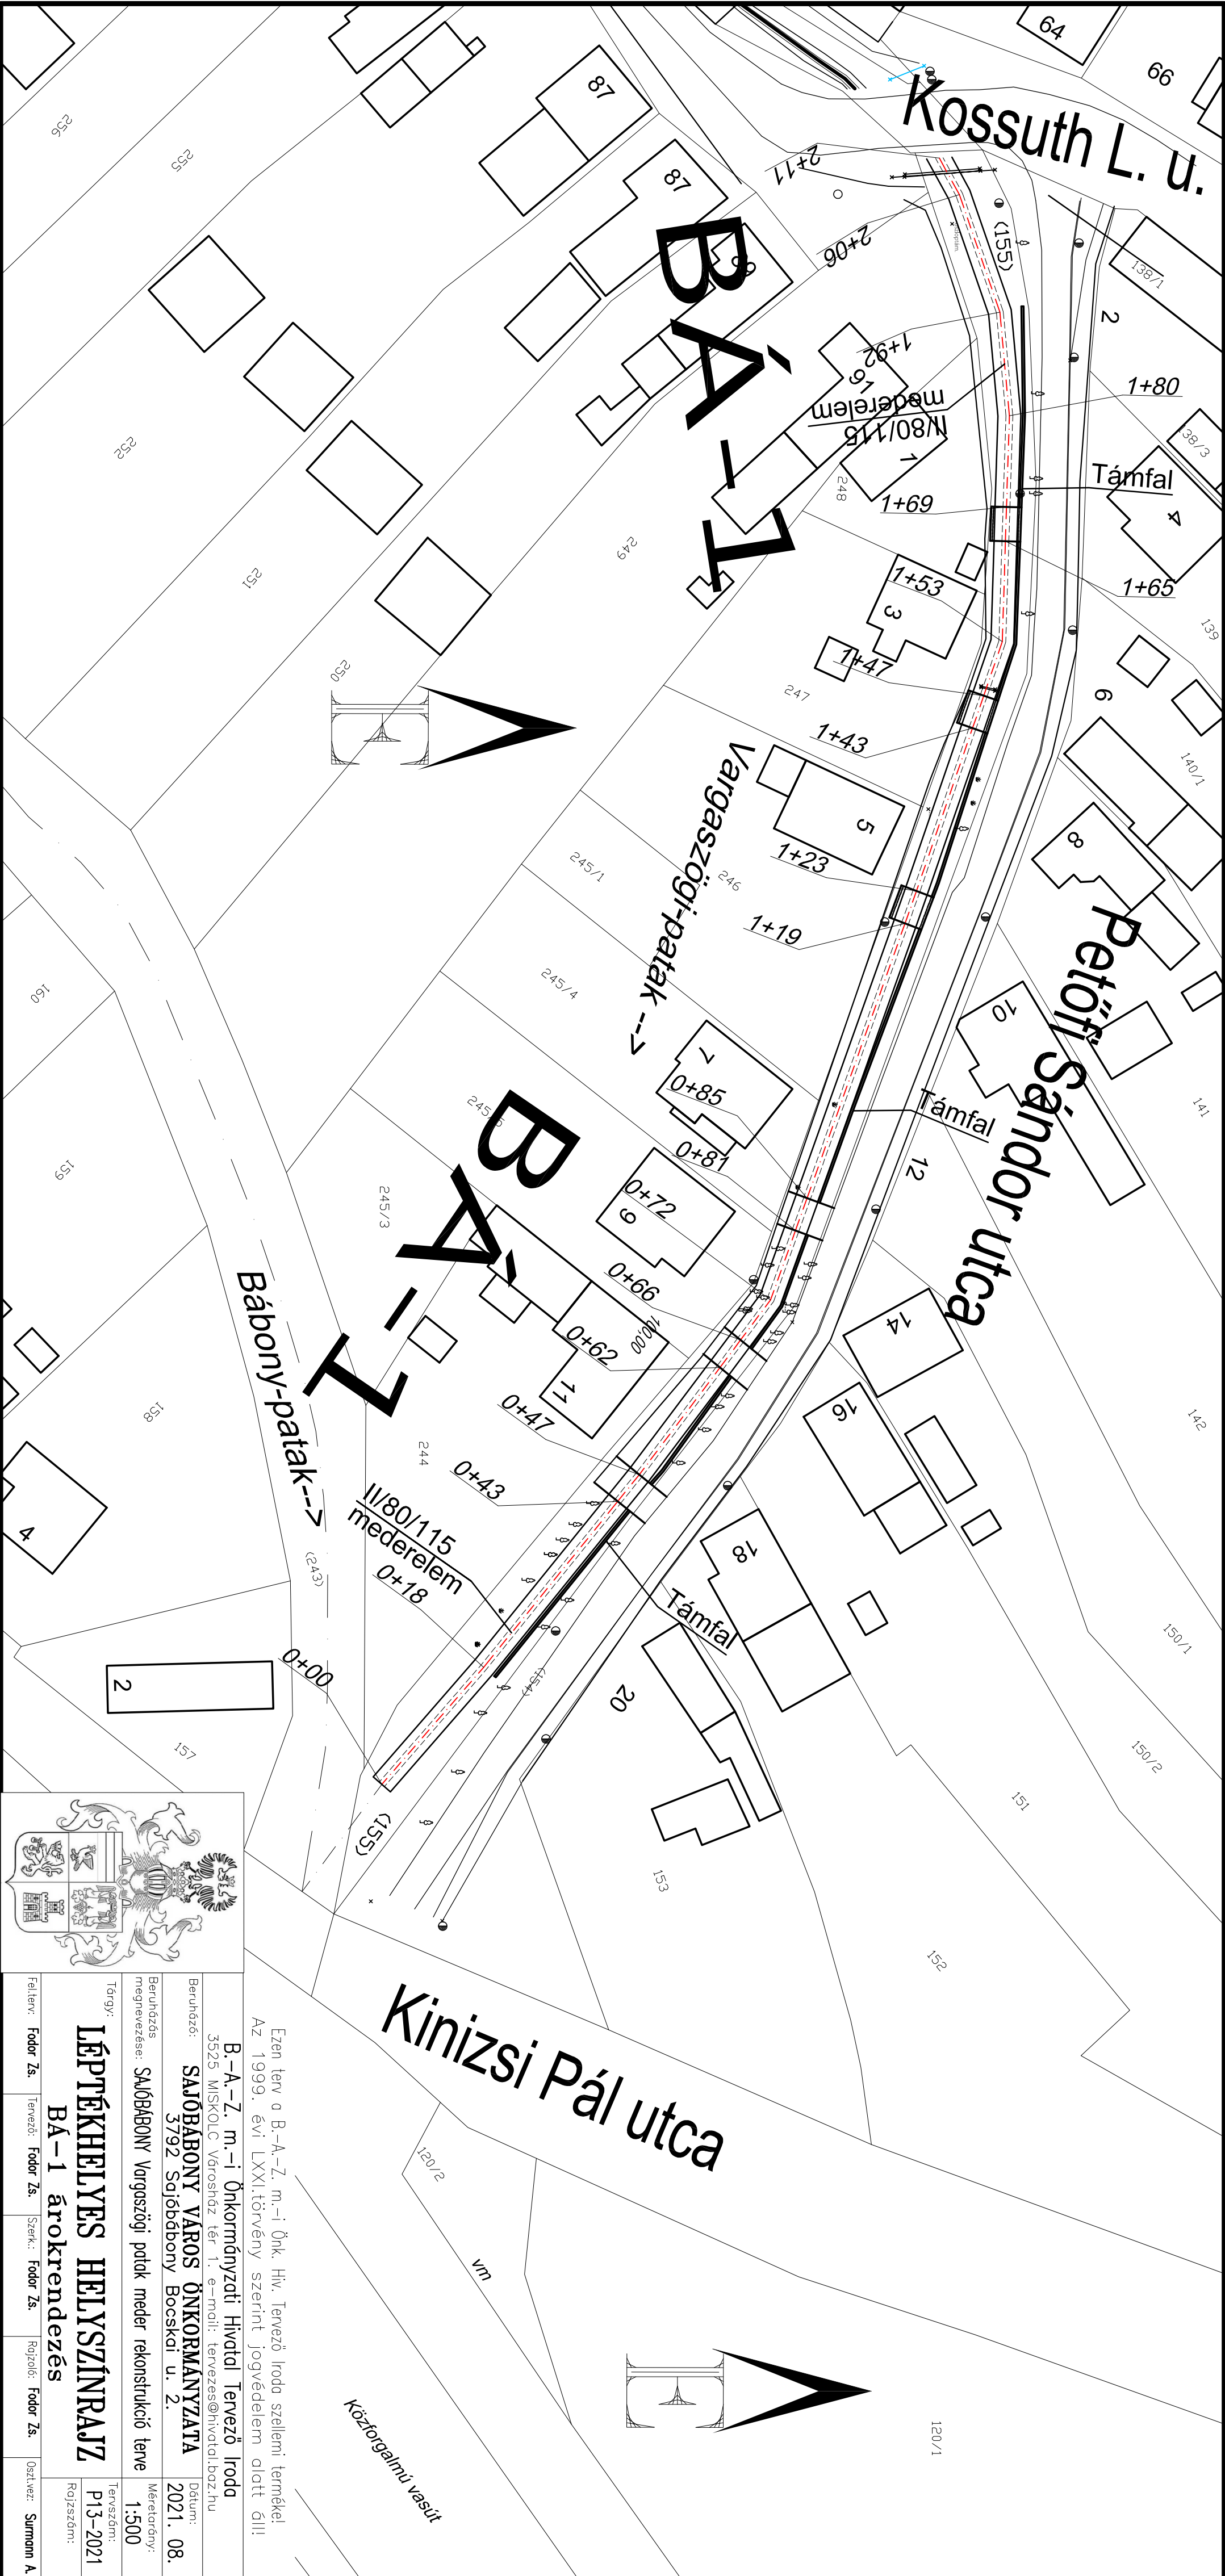 Kossuth L. u.
64
66
87
87
89
256
255
252
251
250
249
248
247
246
245/1
245/4
245/3
244
2+11
2+06
(155)
138/1
2
1+92
1+80
II/80/115
mederelem
138/3
Támfal
4
1
1+69
1+65
1+53
3
139
1+47
6
1+43
140/1
BÁ-1
Vargaszögi-patak -->
5
8
1+23
1+19
Petőfi Sándor utca
10
7
0+85
Támfal
141
12
0+81
0+72
9
0+66
14
100,00
0+62
11
16
142
0+47
0+43
18
BÁ-1
Bábony-patak-->
II/80/115
mederelem
0+18
Támfal
(243)
(154)
20
0+00
(155)
160
159
158
4
2
157
150/1
150/2
151
153
152
Kinizsi Pál utca
120/2
vm
120/1
Közforgalmú vasút
Ezen terv a B.-A.-Z. m.-i Önk. Hiv. Tervező Iroda szellemi terméke!
Az 1999. évi LXXI.törvény szerint jogvédelem alatt áll!
B.-A.-Z. m.-i Önkormányzati Hivatal Tervező Iroda
3525 MISKOLC Városház tér 1. e-mail: tervezes@hivatal.baz.hu
Beruházó: SAJÓBÁBONY VÁROS ÖNKORMÁNYZATA
3792 Sajóbábony Bocskai u. 2.
Dátum:
2021. 08.
Beruházás
megnevezése: SAJÓBÁBONY Vargaszögi patak meder rekonstrukció terve
Méretarány:
1:500
Tárgy:
LÉPTÉKHELYES HELYSZÍNRAJZ
BÁ-1 árokrendezés
Tervszám:
P13-2021
Rajzszám:
Fel.terv: Fodor Zs.
Tervező: Fodor Zs.
Szerk.: Fodor Zs.
Rajzoló: Fodor Zs.
Oszt.vez: Surmann A.